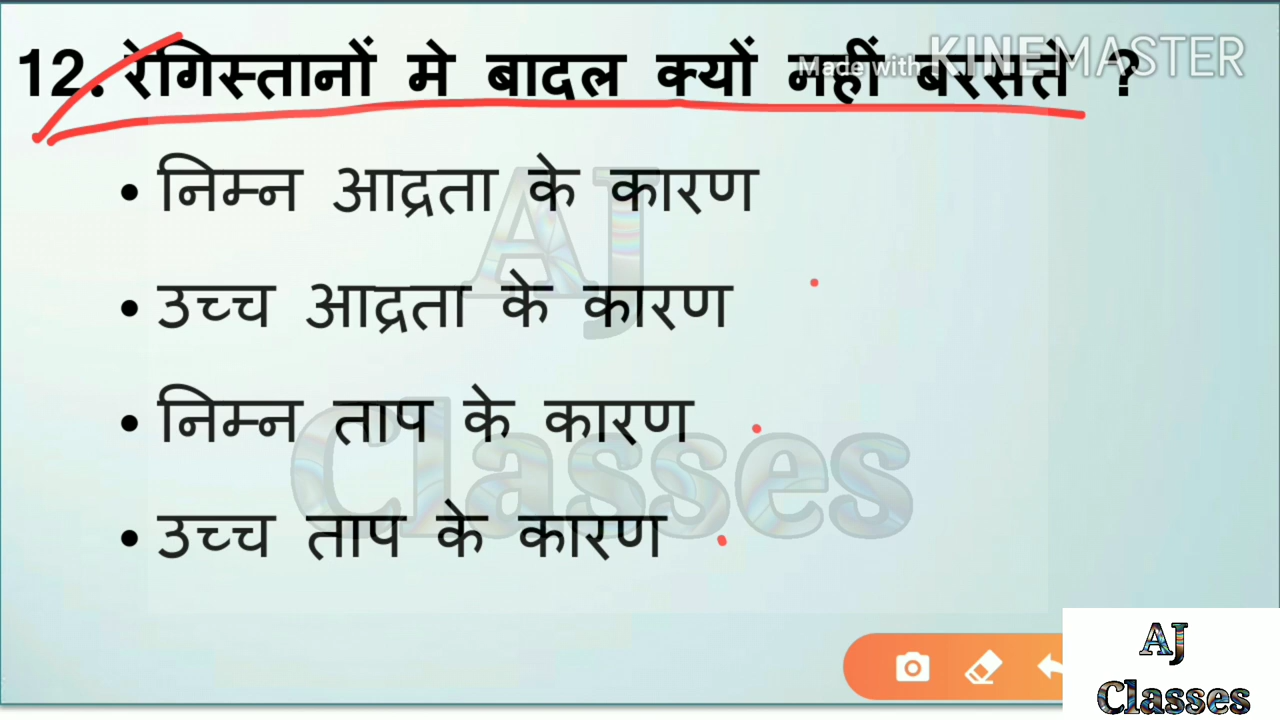 12. रेगिस्तानों मे बादल क्यों नहीं बरसते ?
Made with KINEMASTER
• निम्न आद्रता के कारण
• उच्च आद्रता के कारण
• निम्न ताप के कारण
• उच्च ताप के कारण
AJ
Classes
AJ
Classes